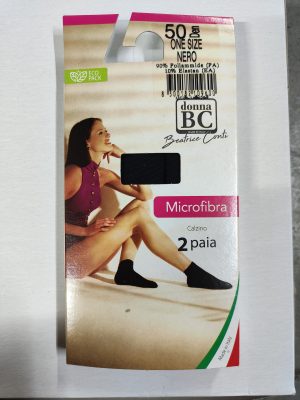 50
ONE SIZE
NERO
90% Poliammide (PA)
10% Elastan (EA)
ECO
PACK
donna
BC
Beatrice Conti
Microfibra
Calzino
2 paia
Made in Italy